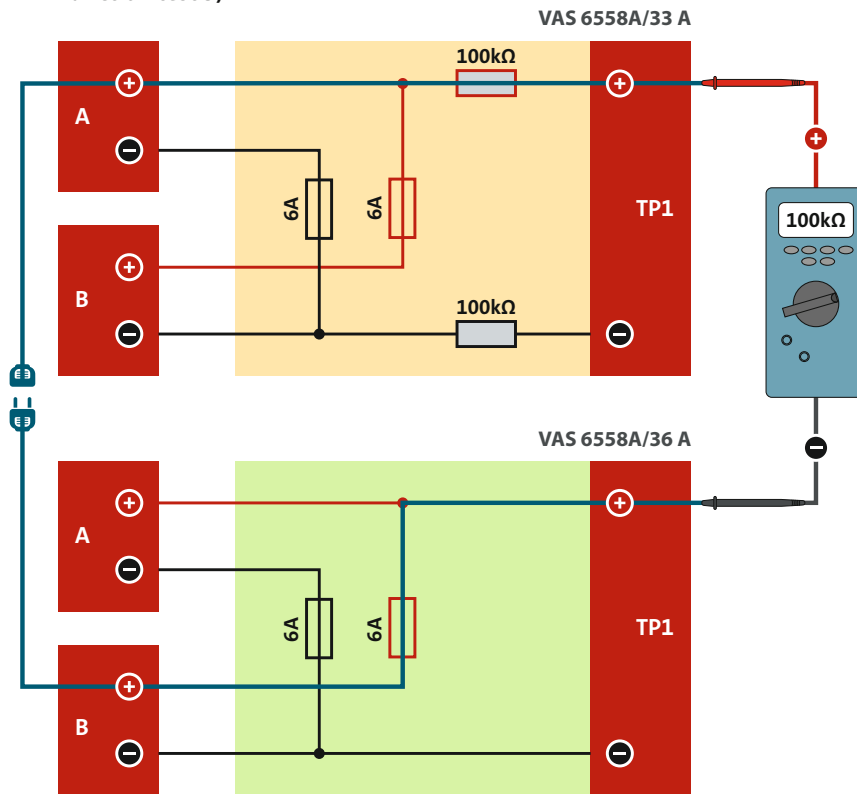 VAS 6558A/33 A
100kΩ
+
A
−
6A
6A
TP1
+
100kΩ
+
B
100kΩ
−
−
VAS 6558A/36 A
−
+
+
A
−
6A
6A
TP1
+
B
−
−